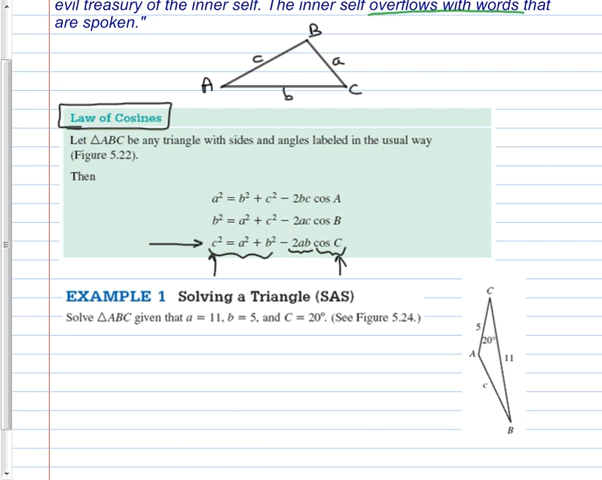 evil treasury of the inner self. The inner self overflows with words that
are spoken."
B
c
a
A
b
C
Law of Cosines
Let △ABC be any triangle with sides and angles labeled in the usual way
(Figure 5.22).
Then
a² = b² + c² − 2bc cos A
b² = a² + c² − 2ac cos B
c² = a² + b² − 2ab cos C
EXAMPLE 1 Solving a Triangle (SAS)
Solve △ABC given that a = 11, b = 5, and C = 20°. (See Figure 5.24.)
C
5
20°
A
11
c
B